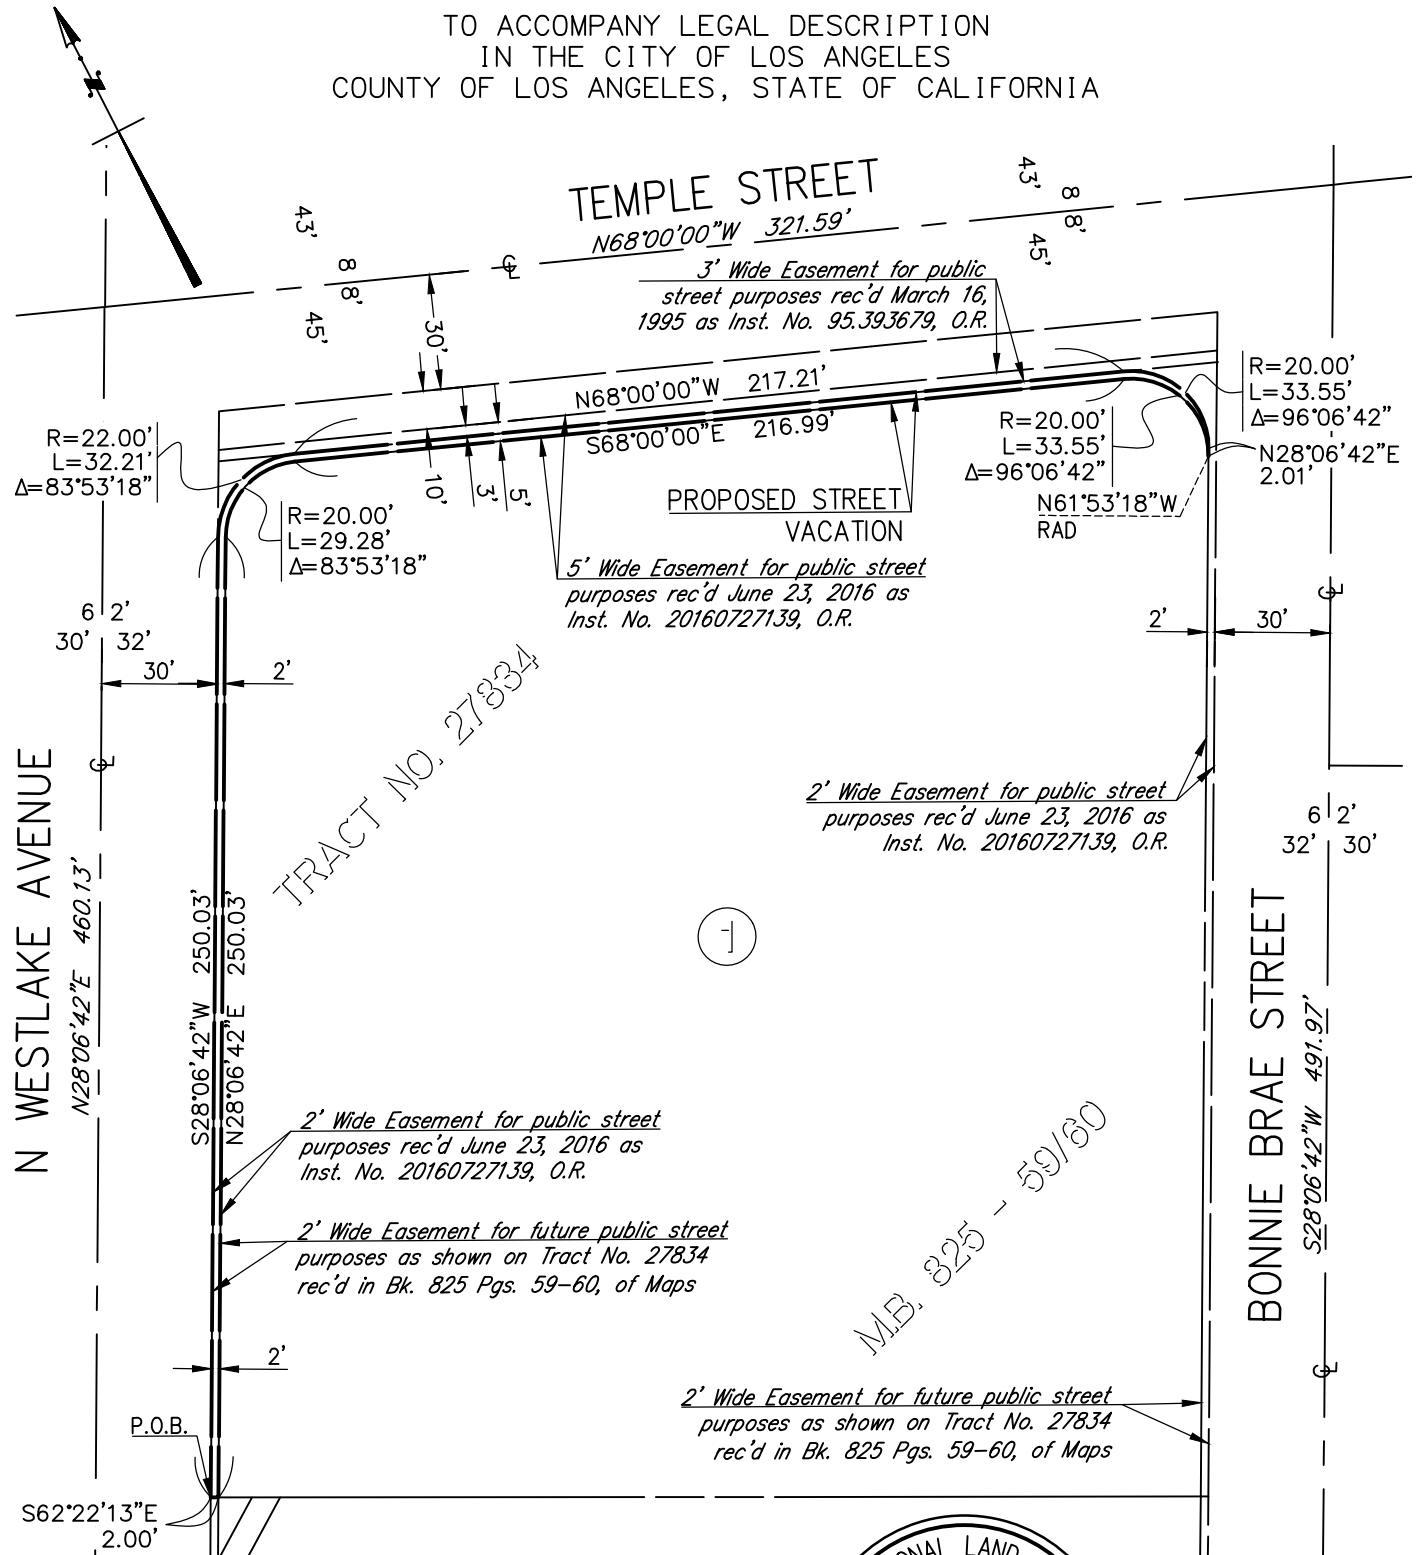 TO ACCOMPANY LEGAL DESCRIPTION
IN THE CITY OF LOS ANGELES
COUNTY OF LOS ANGELES, STATE OF CALIFORNIA
N
TEMPLE STREET
N68°00'00"W 321.59'
43'
8
8'
45'
43'
8
8'
45'
℄
30'
3' Wide Easement for public
street purposes rec'd March 16,
1995 as Inst. No. 95.393679, O.R.
N68°00'00"W 217.21'
S68°00'00"E 216.99'
R=22.00'
L=32.21'
Δ=83°53'18"
R=20.00'
L=29.28'
Δ=83°53'18"
10'
3'
5'
R=20.00'
L=33.55'
Δ=96°06'42"
R=20.00'
L=33.55'
Δ=96°06'42"
N28°06'42"E
2.01'
N61°53'18"W
RAD
PROPOSED STREET
VACATION
5' Wide Easement for public street
purposes rec'd June 23, 2016 as
Inst. No. 20160727139, O.R.
6 2'
30' 32'
30' 2'
2' 30'
℄
℄
TRACT NO. 27834
2' Wide Easement for public street
purposes rec'd June 23, 2016 as
Inst. No. 20160727139, O.R.
6 2'
32' 30'
N WESTLAKE AVENUE
N28°06'42"E 460.13'
S28°06'42"W 250.03'
N28°06'42"E 250.03'
1
BONNIE BRAE STREET
S28°06'42"W 491.97'
2' Wide Easement for public street
purposes rec'd June 23, 2016 as
Inst. No. 20160727139, O.R.
2' Wide Easement for future public street
purposes as shown on Tract No. 27834
rec'd in Bk. 825 Pgs. 59-60, of Maps
M.B. 825 - 59/60
2'
℄
2' Wide Easement for future public street
purposes as shown on Tract No. 27834
rec'd in Bk. 825 Pgs. 59-60, of Maps
P.O.B.
S62°22'13"E
2.00'
ONAL LAND